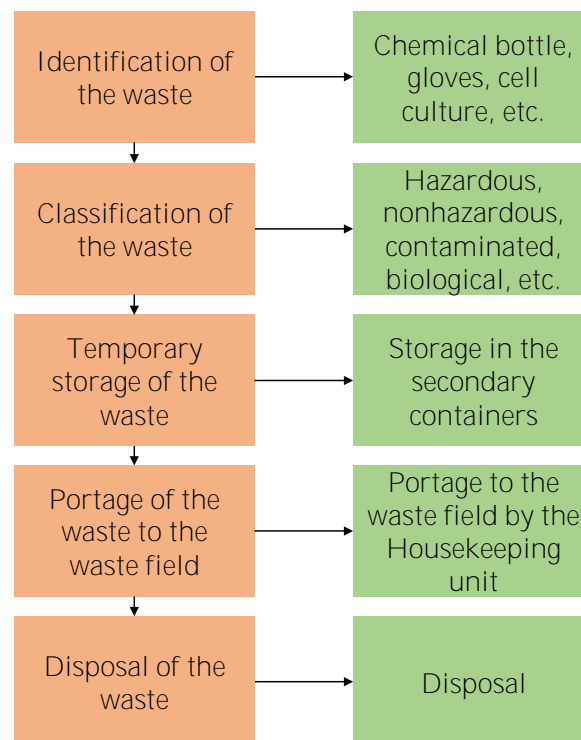 Identification of
the waste
Chemical bottle,
gloves, cell
culture, etc.
Classification of
the waste
Hazardous,
nonhazardous,
contaminated,
biological, etc.
Temporary
storage of the
waste
Storage in the
secondary
containers
Portage of the
waste to the
waste field
Portage to the
waste field by the
Housekeeping
unit
Disposal of the
waste
Disposal